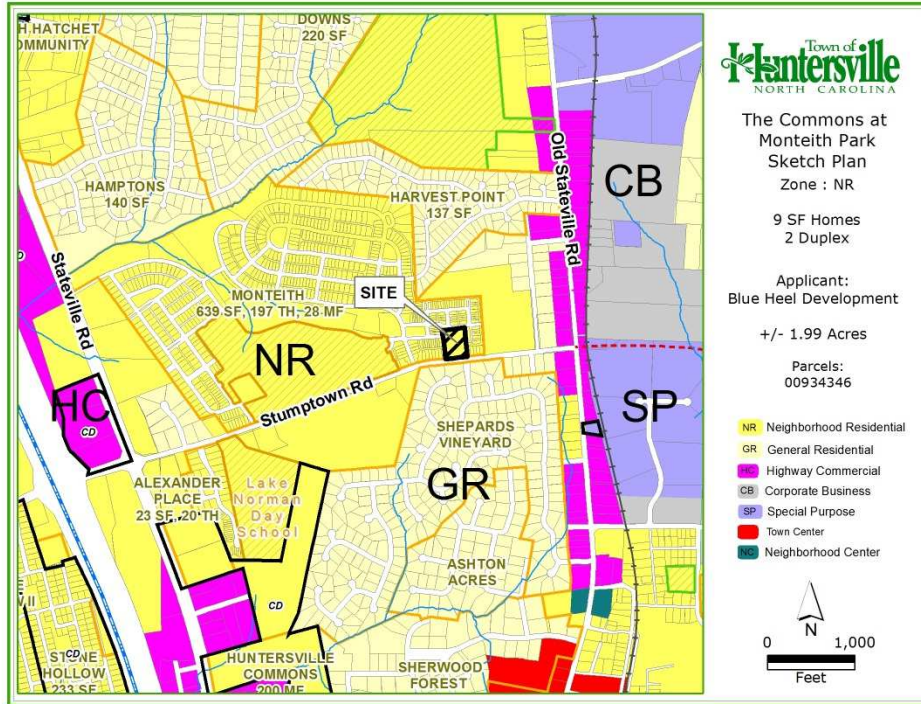 H HATCHET
OMMUNITY
DOWNS
220 SF
HAMPTONS
140 SF
HARVEST POINT
137 SF
Old Stateville Rd
CB
Stateville Rd
SITE
MONTEITH
639 SF, 197 TH, 28 MF
NR
Stumptown Rd
HC
CD
SP
SHEPARDS
VINEYARD
GR
ALEXANDER
PLACE
23 SF, 20 TH
Lake
Norman
Day
School
ASHTON
ACRES
CD
W II
CD
STONE
HOLLOW
233 SF
HUNTERSVILLE
COMMONS
200 MF
SHERWOOD
FOREST
Town of
Huntersville
NORTH CAROLINA
The Commons at
Monteith Park
Sketch Plan
Zone : NR
9 SF Homes
2 Duplex
Applicant:
Blue Heel Development
+/- 1.99 Acres
Parcels:
00934346
NR Neighborhood Residential
GR General Residential
HC Highway Commercial
CB Corporate Business
SP Special Purpose
Town Center
NC Neighborhood Center
N
0 1,000
Feet